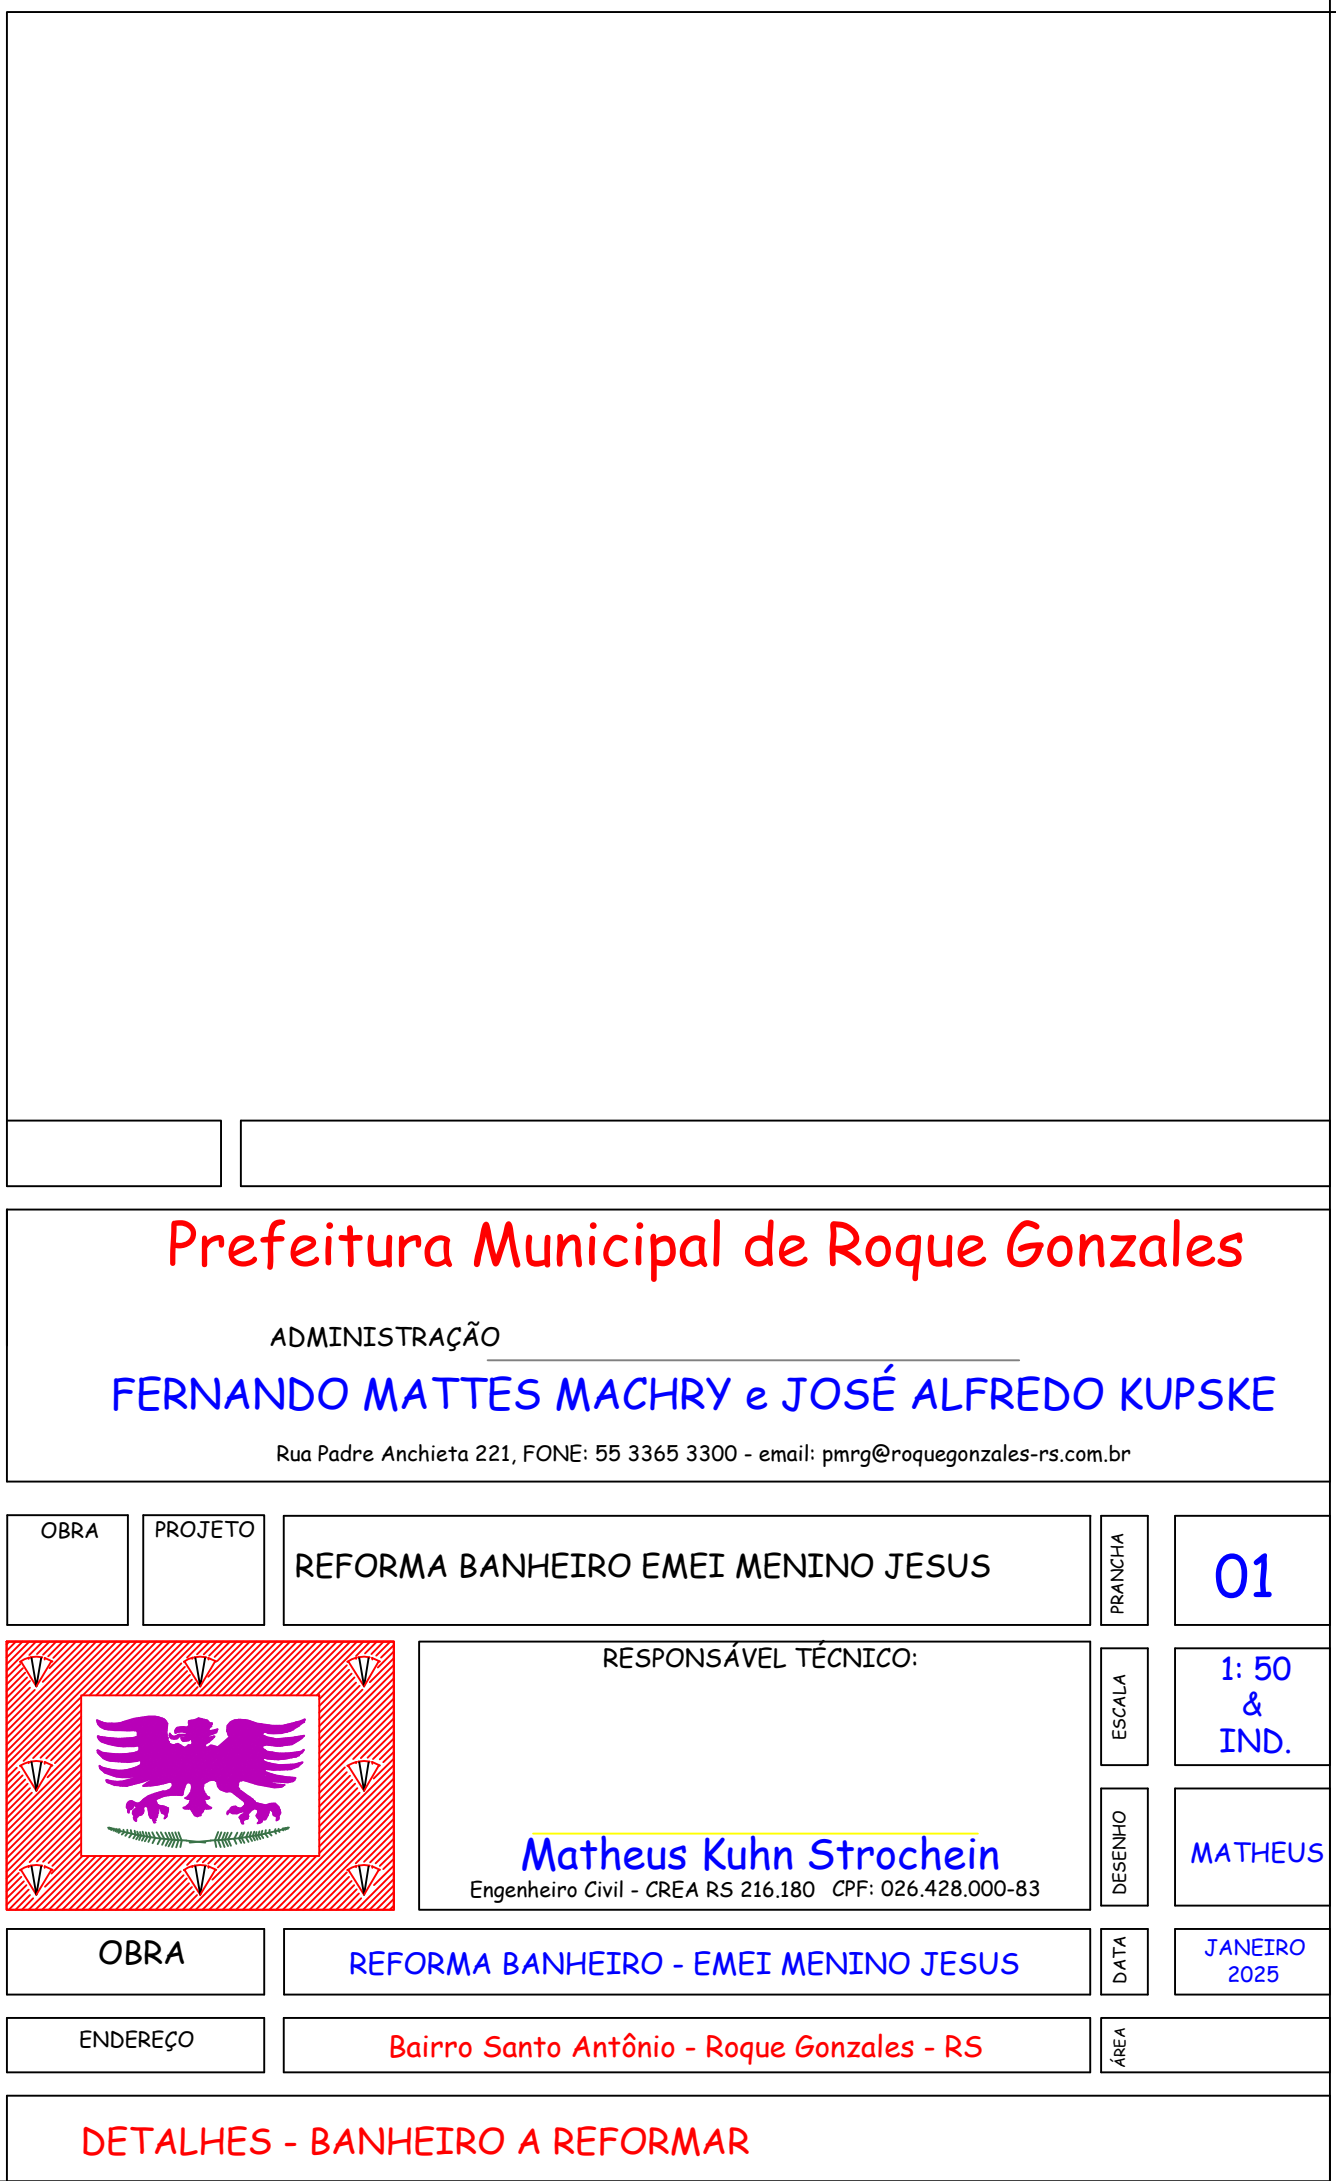 Prefeitura Municipal de Roque Gonzales
ADMINISTRAÇÃO
FERNANDO MATTES MACHRY e JOSÉ ALFREDO KUPSKE
Rua Padre Anchieta 221, FONE: 55 3365 3300 - email: pmrg@roquegonzales-rs.com.br
OBRA
PROJETO
REFORMA BANHEIRO EMEI MENINO JESUS
PRANCHA
01
RESPONSÁVEL TÉCNICO:
Matheus Kuhn Strochein
Engenheiro Civil - CREA RS 216.180 CPF: 026.428.000-83
ESCALA
1: 50
&
IND.
DESENHO
MATHEUS
OBRA
REFORMA BANHEIRO - EMEI MENINO JESUS
DATA
JANEIRO
2025
ENDEREÇO
Bairro Santo Antônio - Roque Gonzales - RS
ÁREA
DETALHES - BANHEIRO A REFORMAR